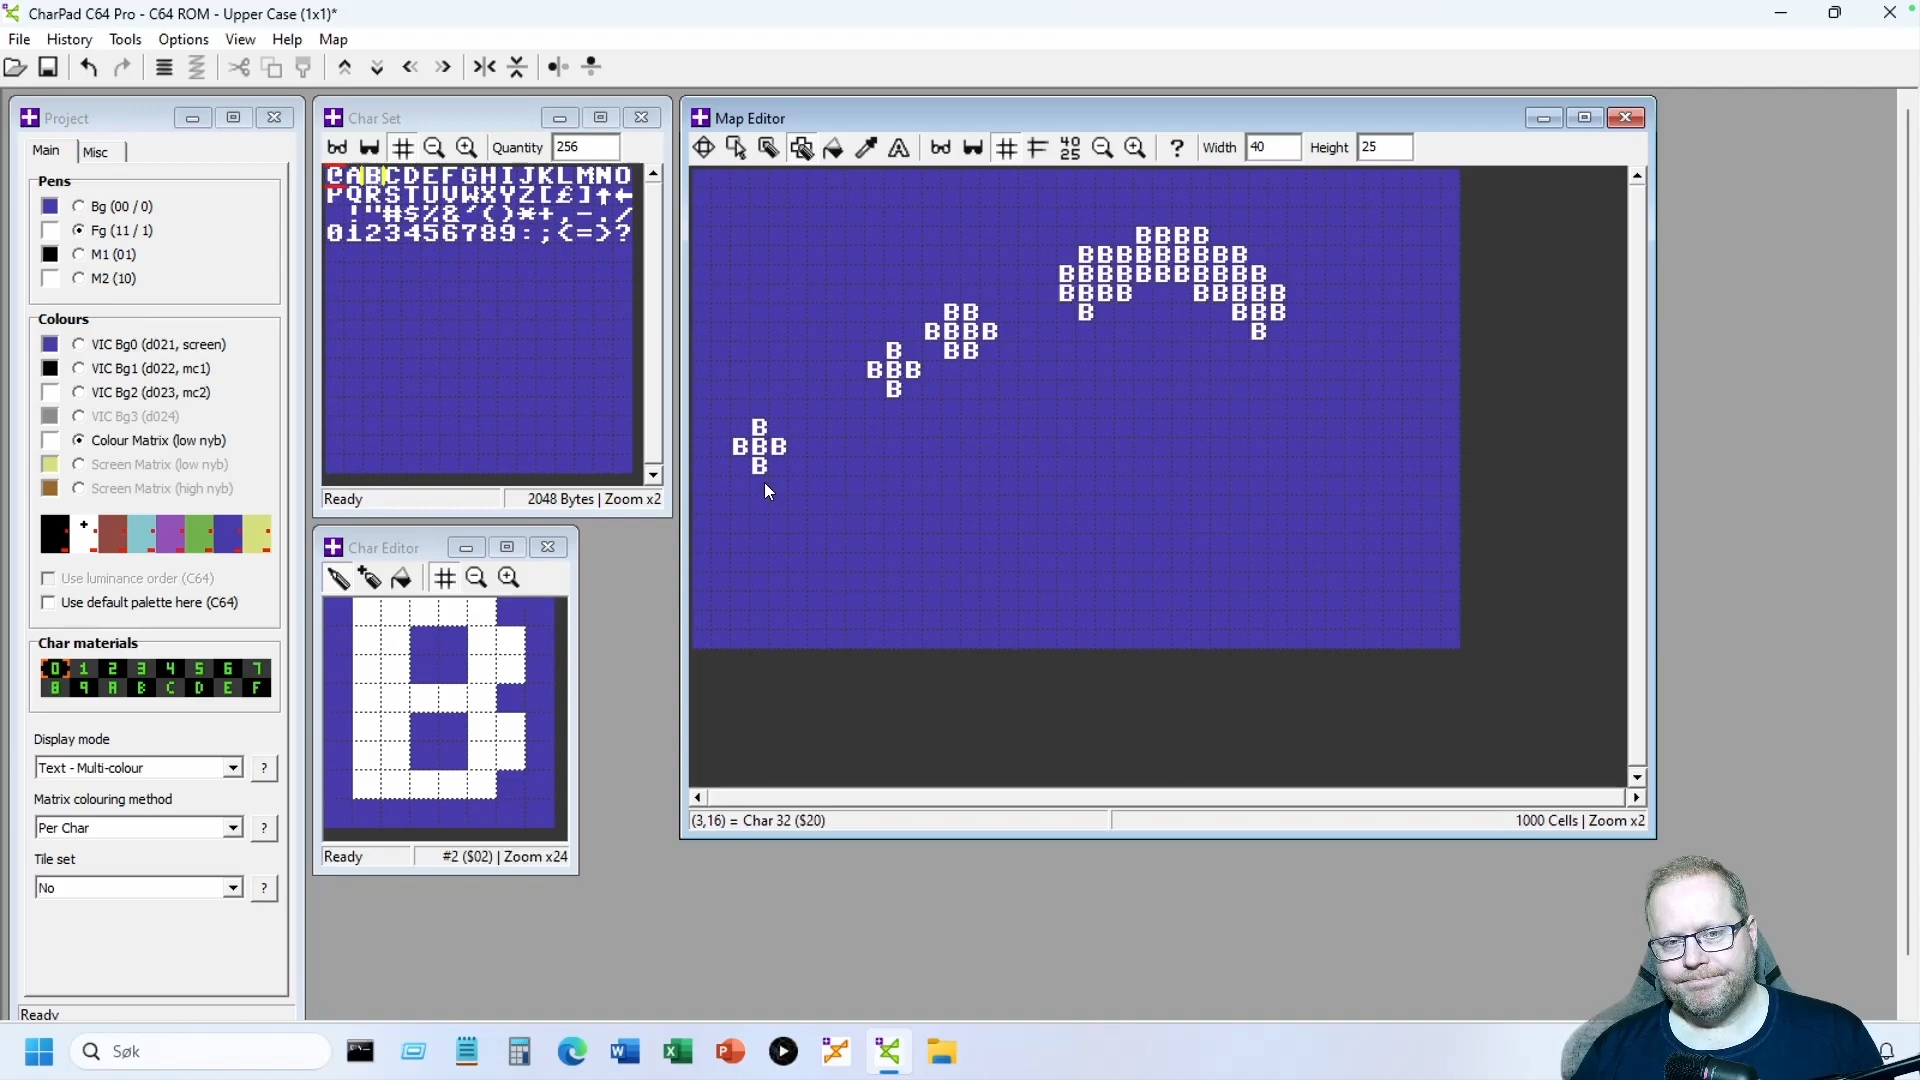 CharPad C64 Pro - C64 ROM - Upper Case (1x1)*
File History Tools Options View Help Map
Project
Main Misc
Pens
Bg (00 / 0)
Fg (11 / 1)
M1 (01)
M2 (10)
Colours
VIC Bg0 (d021, screen)
VIC Bg1 (d022, mc1)
VIC Bg2 (d023, mc2)
VIC Bg3 (d024)
Colour Matrix (low nyb)
Screen Matrix (low nyb)
Screen Matrix (high nyb)
Use luminance order (C64)
Use default palette here (C64)
Char materials
0 1 2 3 4 5 6 7
8 9 A B C D E F
Display mode
Text - Multi-colour
?
Matrix colouring method
Per Char
?
Tile set
No
?
Ready
Char Set
Quantity 256
@ABCDEFGHIJKLMNO
PQRSTUVWXYZ[£]↑←
!"#$%&'()*+,-./
0123456789:;<=>?
Ready 2048 Bytes | Zoom x2
Char Editor
B
Ready #2 ($02) | Zoom x24
Map Editor
40
25
? Width 40 Height 25
BBBB
BBBBBBBBB
BBBBBBBBBBB
BBBB BBBBB
BB B BBB
BBBB B
BB
B
BBB
B
B
BBB
B
(3,16) = Char 32 ($20) 1000 Cells | Zoom x2
Søk